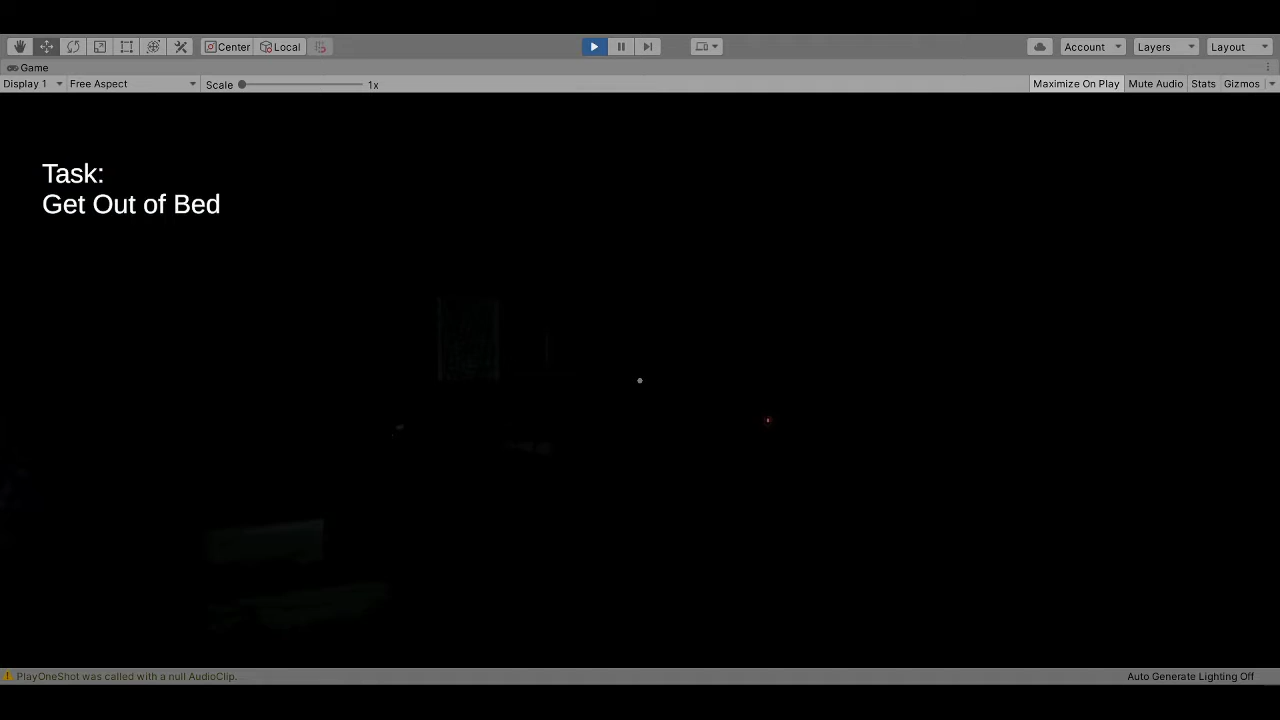 Center Local
Account Layers Layout
Game
Display 1 Free Aspect Scale 1x Maximize On Play Mute Audio Stats Gizmos
Task:
Get Out of Bed
PlayOneShot was called with a null AudioClip. Auto Generate Lighting Off